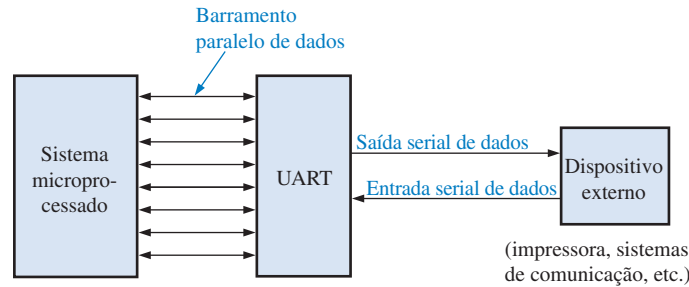 Barramento
paralelo de dados
Sistema
micropro-
cessado
UART
Saída serial de dados
Entrada serial de dados
Dispositivo
externo
(impressora, sistemas
de comunicação, etc.)